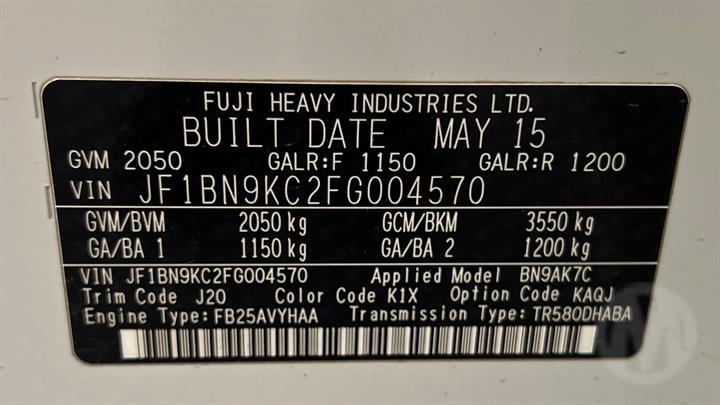 FUJI HEAVY INDUSTRIES LTD.
BUILT DATE MAY 15
GVM 2050 GALR:F 1150 GALR:R 1200
VIN JF1BN9KC2FG004570
GVM/BVM 2050 kg GCM/BKM 3550 kg
GA/BA 1 1150 kg GA/BA 2 1200 kg
VIN JF1BN9KC2FG004570 Applied Model BN9AK7C
Trim Code J20 Color Code K1X Option Code KAQJ
Engine Type:FB25AVYHAA Transmission Type:TR580DHABA